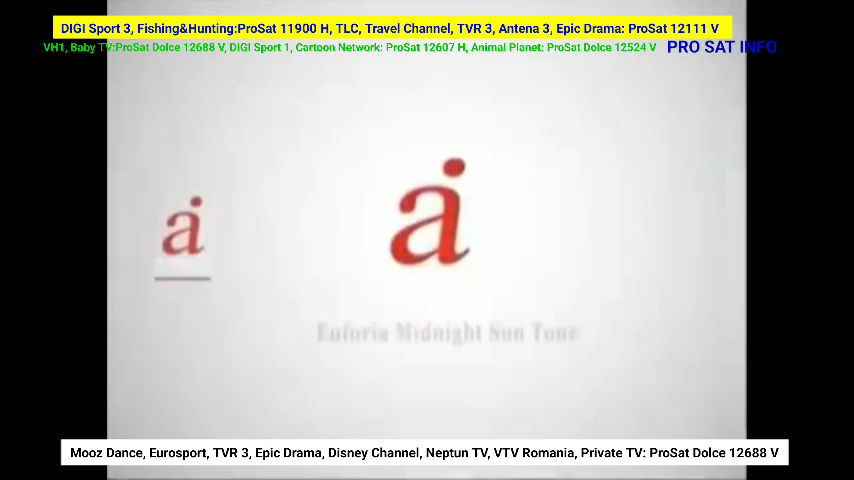 DIGI Sport 3, Fishing&Hunting:ProSat 11900 H, TLC, Travel Channel, TVR 3, Antena 3, Epic Drama: ProSat 12111 V
VH1, Baby TV:ProSat Dolce 12688 V, DIGI Sport 1, Cartoon Network: ProSat 12607 H, Animal Planet: ProSat Dolce 12524 V
PRO SAT INFO
Euforia Midnight Sun Tone
Mooz Dance, Eurosport, TVR 3, Epic Drama, Disney Channel, Neptun TV, VTV Romania, Private TV: ProSat Dolce 12688 V